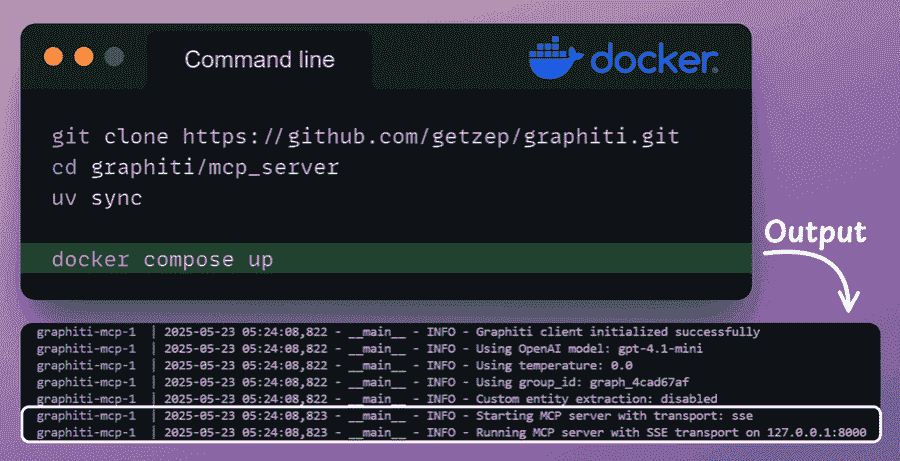 Command line
docker
git clone https://github.com/getzep/graphiti.git
cd graphiti/mcp_server
uv sync
docker compose up
Output
graphiti-mcp-1 | 2025-05-23 05:24:08,822 - __main__ - INFO - Graphiti client initialized successfully
graphiti-mcp-1 | 2025-05-23 05:24:08,822 - __main__ - INFO - Using OpenAI model: gpt-4.1-mini
graphiti-mcp-1 | 2025-05-23 05:24:08,822 - __main__ - INFO - Using temperature: 0.0
graphiti-mcp-1 | 2025-05-23 05:24:08,822 - __main__ - INFO - Using group_id: graph_4cad67af
graphiti-mcp-1 | 2025-05-23 05:24:08,822 - __main__ - INFO - Custom entity extraction: disabled
graphiti-mcp-1 | 2025-05-23 05:24:08,823 - __main__ - INFO - Starting MCP server with transport: sse
graphiti-mcp-1 | 2025-05-23 05:24:08,823 - __main__ - INFO - Running MCP server with SSE transport on 127.0.0.1:8000